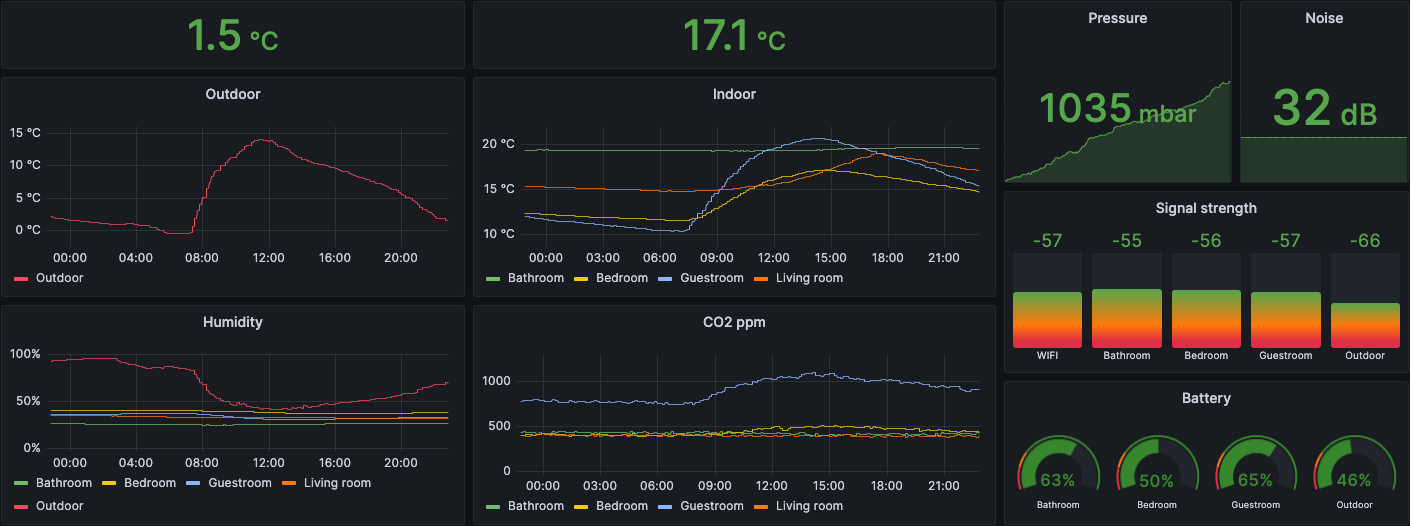 1.5 °C
17.1 °C
Pressure
1035 mbar
Noise
32 dB
Outdoor
15 °C
10 °C
5 °C
0 °C
00:00 04:00 08:00 12:00 16:00 20:00
Outdoor
Indoor
20 °C
15 °C
10 °C
00:00 03:00 06:00 09:00 12:00 15:00 18:00 21:00
Bathroom Bedroom Guestroom Living room
Signal strength
-57 -55 -56 -57 -66
WIFI Bathroom Bedroom Guestroom Outdoor
Humidity
100%
50%
0%
00:00 04:00 08:00 12:00 16:00 20:00
Bathroom Bedroom Guestroom Living room
Outdoor
CO2 ppm
1000
500
0
00:00 03:00 06:00 09:00 12:00 15:00 18:00 21:00
Bathroom Bedroom Guestroom Living room
Battery
63% 50% 65% 46%
Bathroom Bedroom Guestroom Outdoor